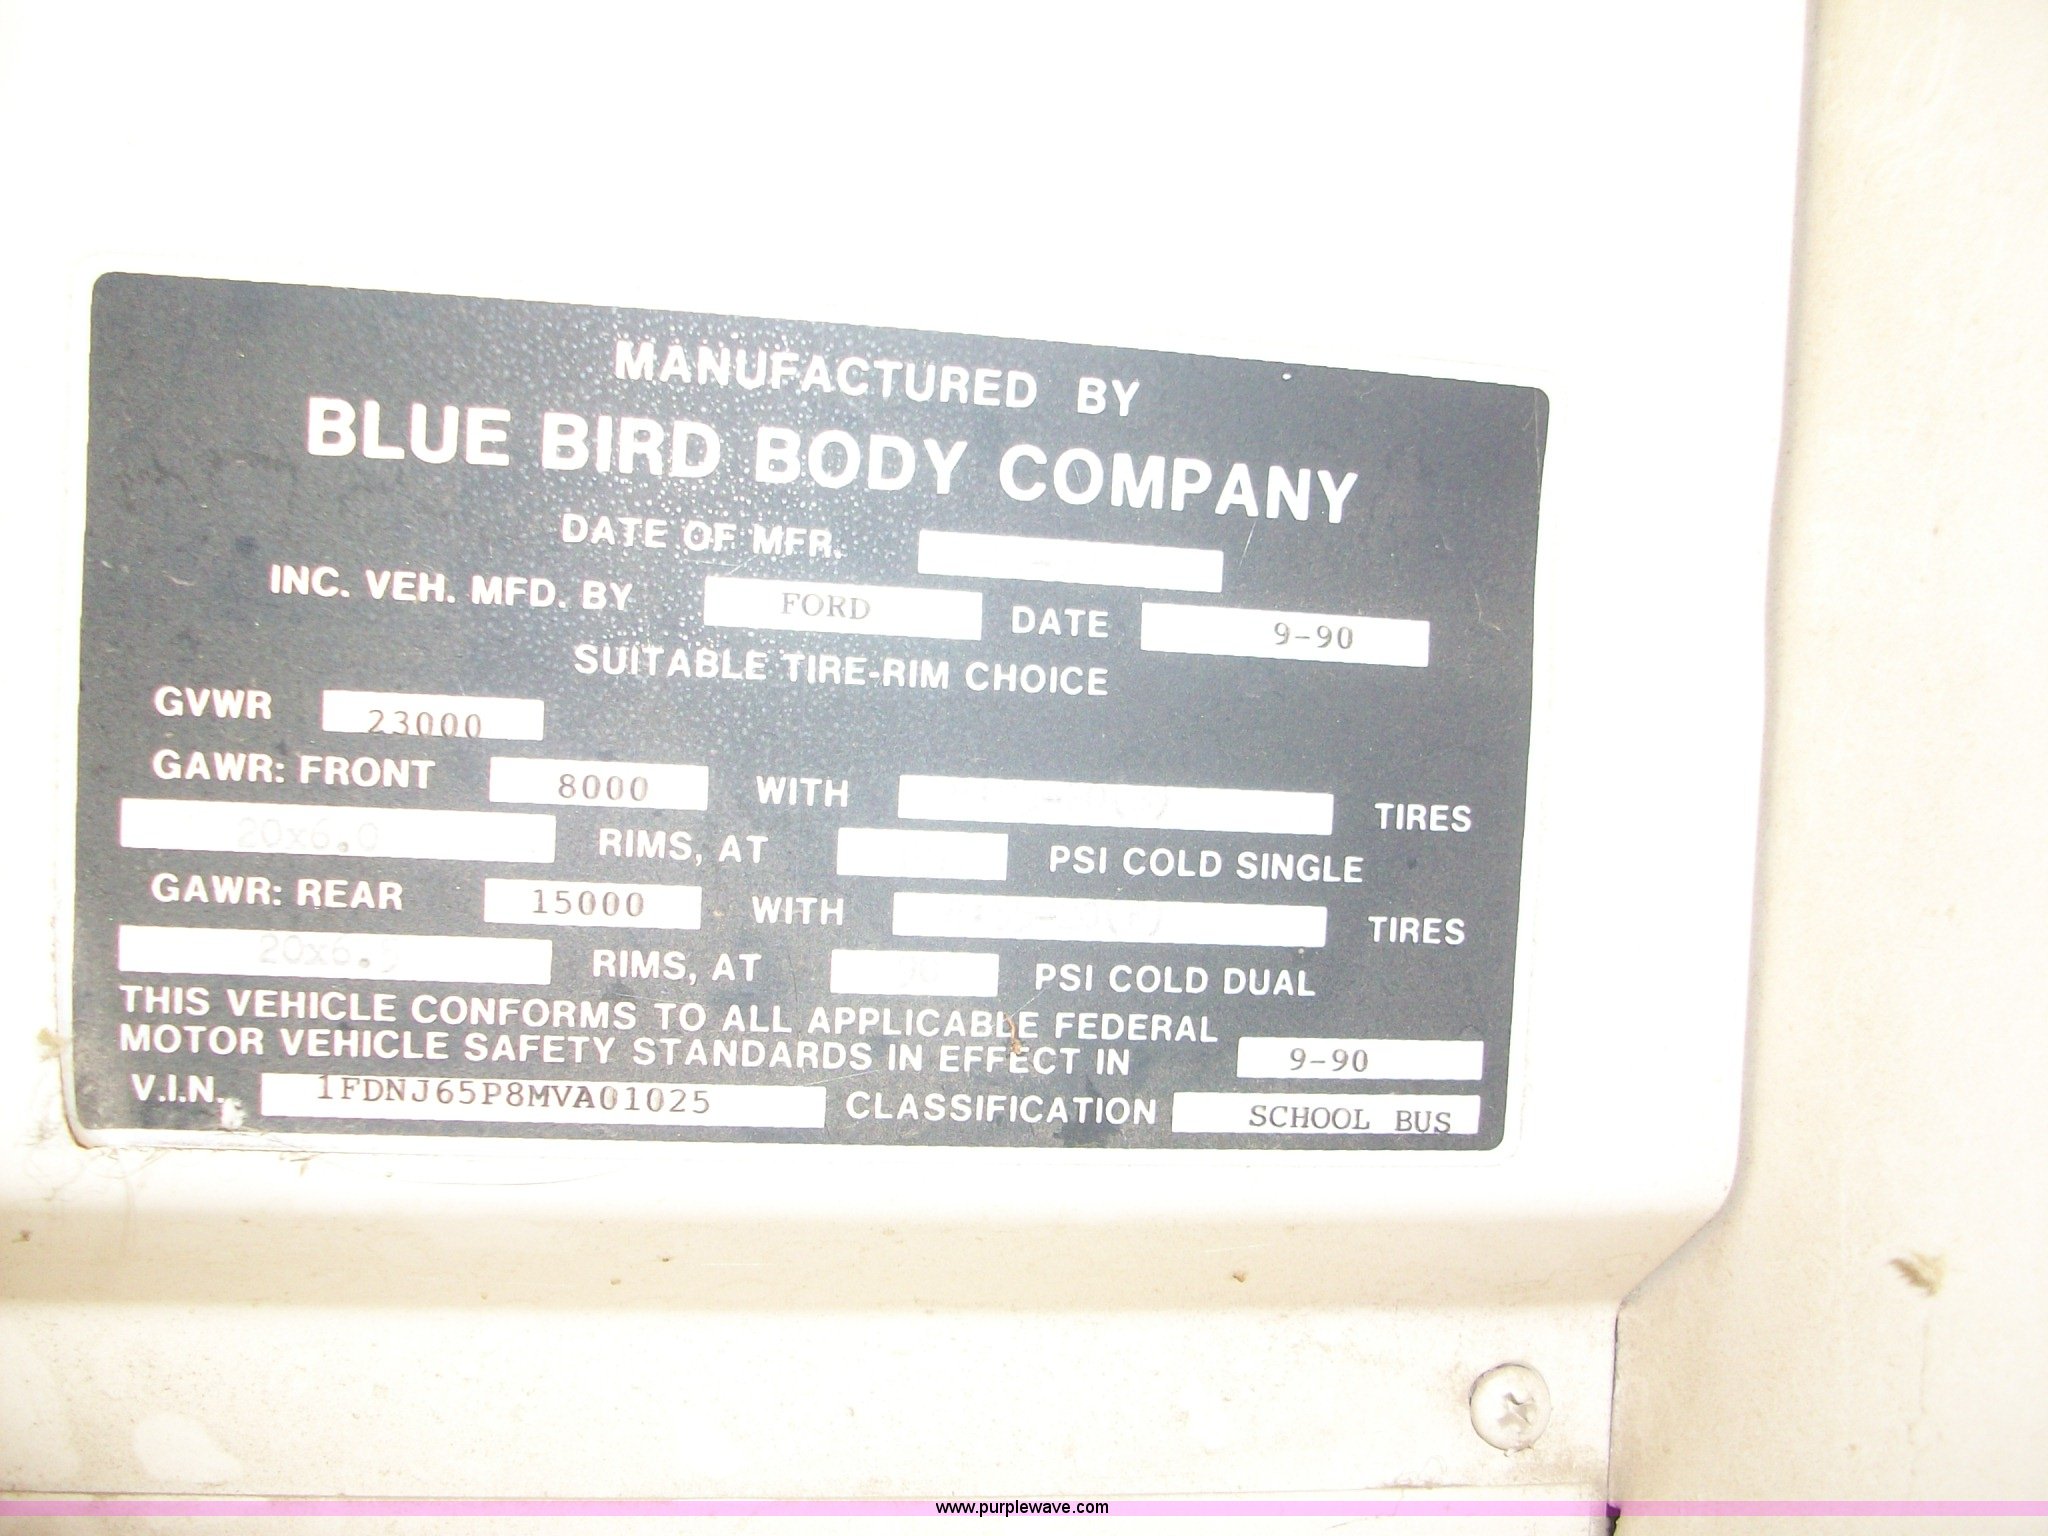 MANUFACTURED BY
BLUE BIRD BODY COMPANY
DATE OF MFR.
INC. VEH. MFD. BY FORD DATE 9-90
SUITABLE TIRE-RIM CHOICE
GVWR 23000
GAWR: FRONT 8000 WITH TIRES
20x6.0 RIMS, AT PSI COLD SINGLE
GAWR: REAR 15000 WITH TIRES
20x6.5 RIMS, AT PSI COLD DUAL
THIS VEHICLE CONFORMS TO ALL APPLICABLE FEDERAL
MOTOR VEHICLE SAFETY STANDARDS IN EFFECT IN 9-90
V.I.N. 1FDNJ65P8MVA01025 CLASSIFICATION SCHOOL BUS
www.purplewave.com